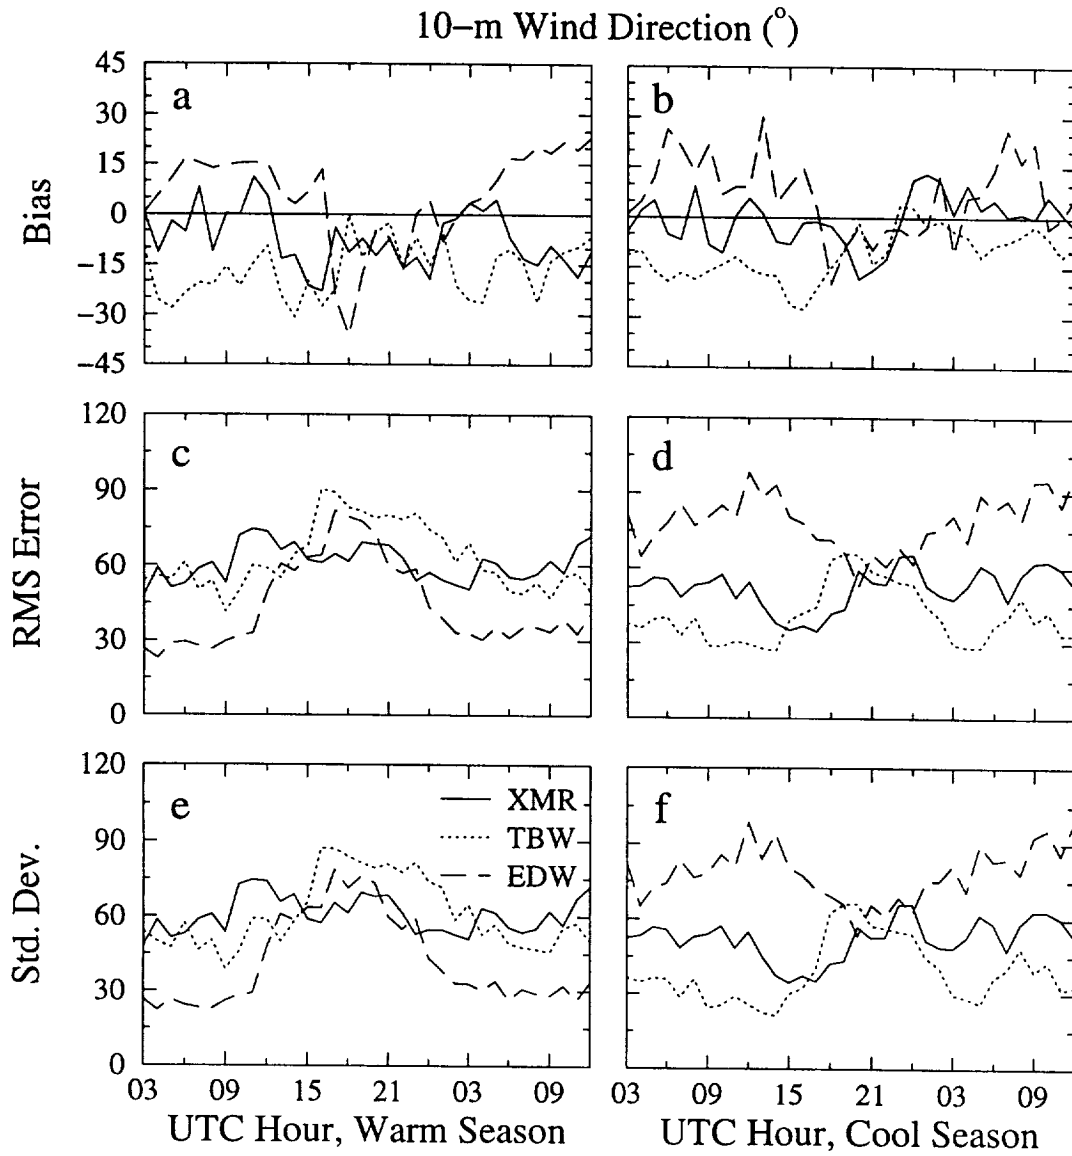 10–m Wind Direction (°)
Bias
45
30
15
0
−15
−30
−45
a
b
RMS Error
120
90
60
30
0
c
d
Std. Dev.
120
90
60
30
0
e
XMR
TBW
EDW
f
03 09 15 21 03 09
03 09 15 21 03 09
UTC Hour, Warm Season
UTC Hour, Cool Season